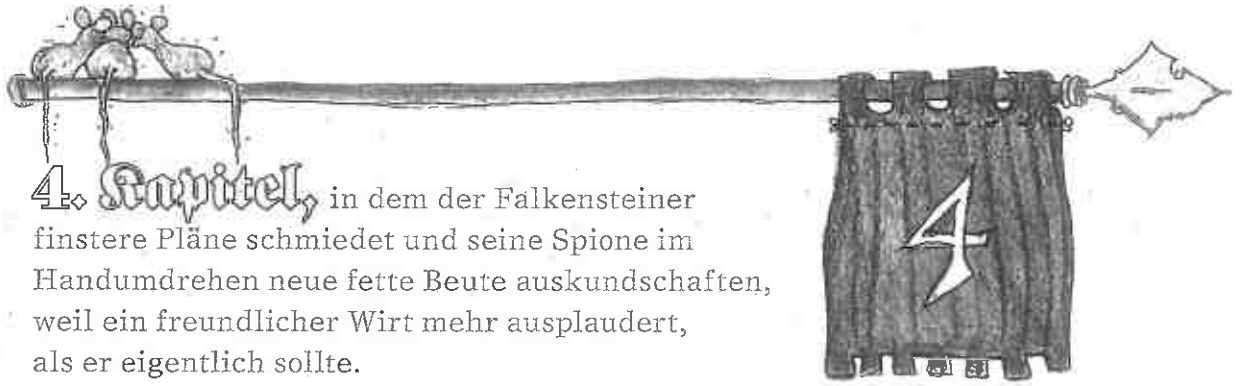 4. Kapitel, in dem der Falkensteiner
finstere Pläne schmiedet und seine Spione im
Handumdrehen neue fette Beute auskundschaften,
weil ein freundlicher Wirt mehr ausplaudert,
als er eigentlich sollte.
4